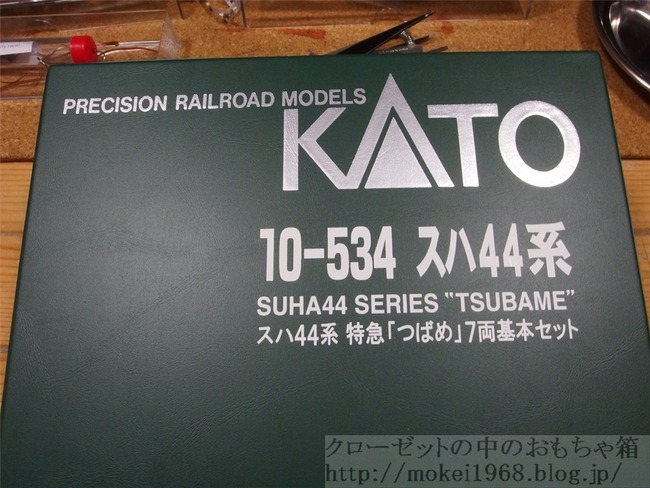 PRECISION RAILROAD MODELS
KATO
10-534 スハ44系
SUHA44 SERIES "TSUBAME"
スハ44系 特急「つばめ」7両基本セット
クローゼットの中のおもちゃ箱
http://mokei1968.blog.jp/